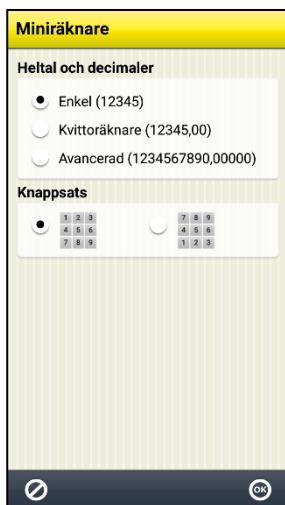 Miniräknare
Heltal och decimaler
Enkel (12345)
Kvittoräknare (12345,00)
Avancerad (1234567890,00000)
Knappsats
1 2 3 7 8 9
4 5 6 4 5 6
7 8 9 1 2 3
OK